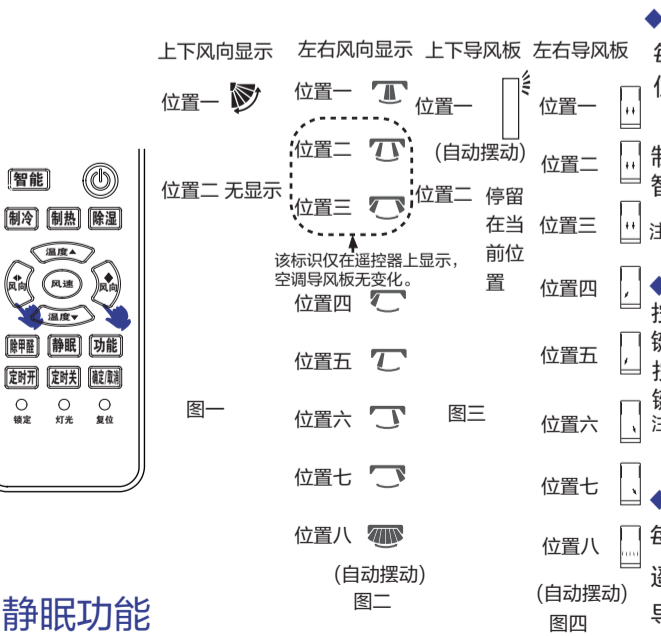 智能
制冷 制热 除湿
温度▲
风向 风速 风向
温度▼
除甲醛 静眠 功能
定时开 定时关 确定/取消
锁定 灯光 复位
上下风向显示
位置一
位置二 无显示
图一
左右风向显示
位置一
位置二
位置三
该标识仅在遥控器上显示，
空调导风板无变化。
位置四
位置五
位置六
位置七
位置八
(自动摆动)
图二
上下导风板
位置一
(自动摆动)
位置二 停留
在当
前位
置
图三
左右导风板
位置一
位置二
位置三
位置四
位置五
位置六
位置七
位置八
(自动摆动)
图四
静眠功能